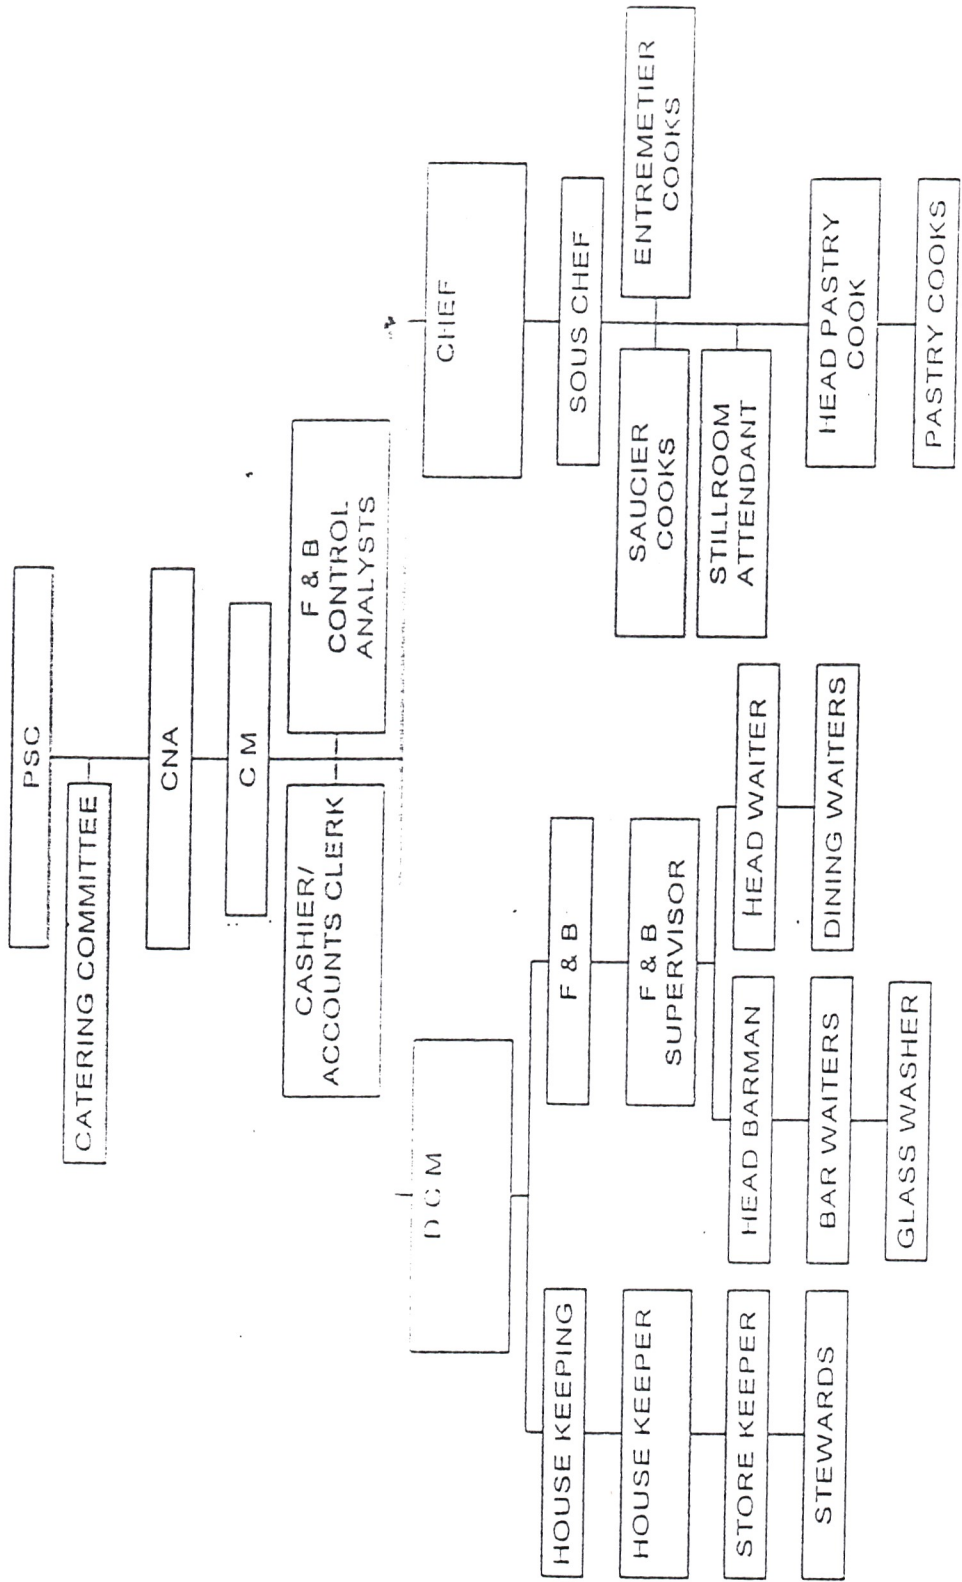 PSC
CATERING COMMITTEE
CNA
C M
CASHIER/
ACCOUNTS CLERK
F & B
CONTROL
ANALYSTS
D C M
CHEF
HOUSE KEEPING
HOUSE KEEPER
STORE KEEPER
STEWARDS
F & B
F & B
SUPERVISOR
HEAD BARMAN
BAR WAITERS
GLASS WASHER
HEAD WAITER
DINING WAITERS
SOUS CHEF
SAUCIER
COOKS
ENTREMETIER
COOKS
STILLROOM
ATTENDANT
HEAD PASTRY
COOK
PASTRY COOKS